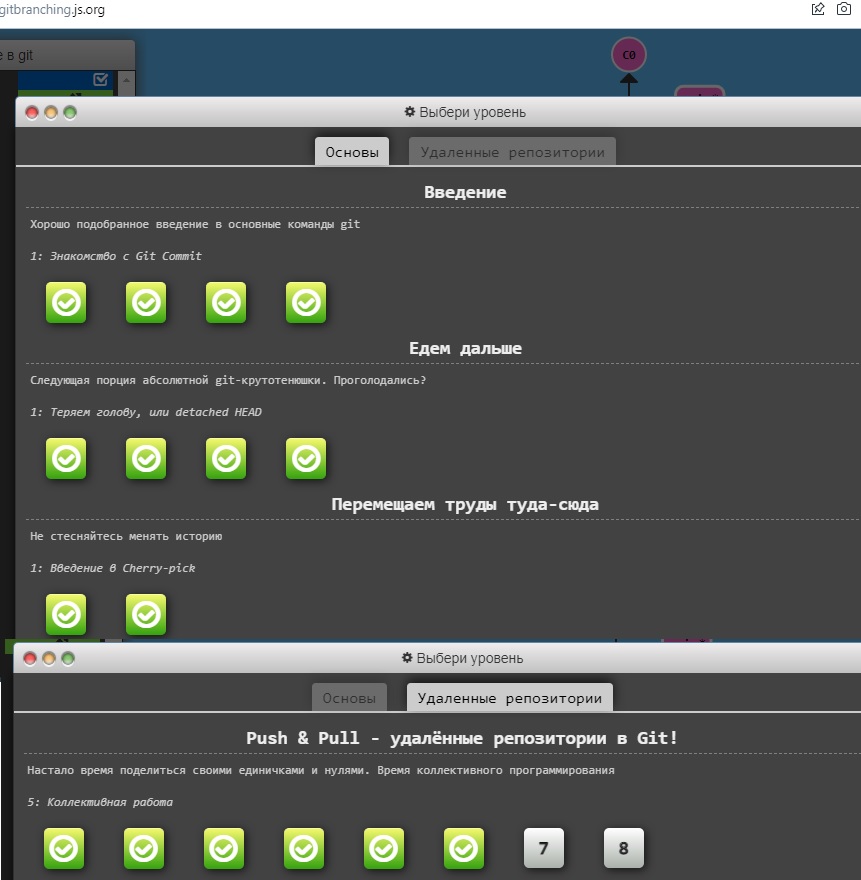 gitbranching.js.org
е в git
C0
Выбери уровень
Основы
Удаленные репозитории
Введение
Хорошо подобранное введение в основные команды git
1: Знакомство с Git Commit
Едем дальше
Следующая порция абсолютной git-крутотенюшки. Проголодались?
1: Теряем голову, или detached HEAD
Перемещаем труды туда-сюда
Не стесняйтесь менять историю
1: Введение в Cherry-pick
Выбери уровень
Основы
Удаленные репозитории
Push & Pull - удалённые репозитории в Git!
Настало время поделиться своими единичками и нулями. Время коллективного программирования
5: Коллективная работа
7
8